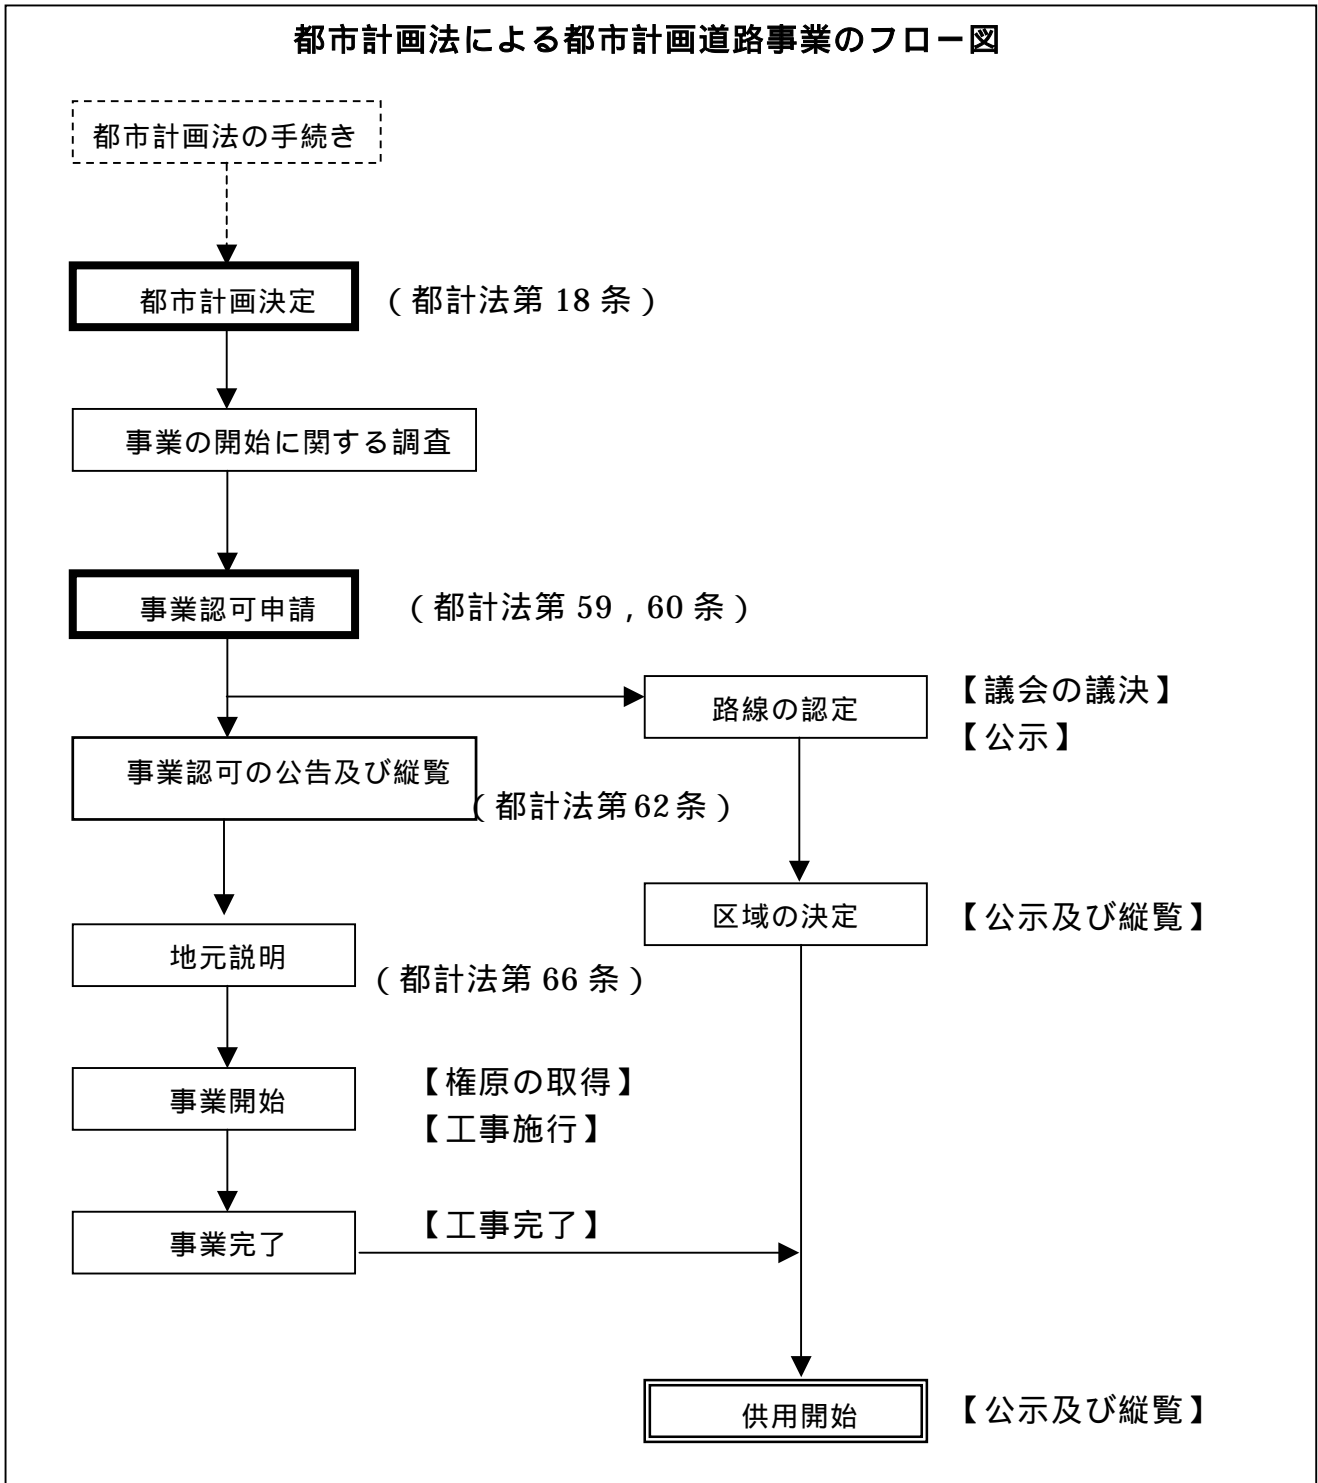 都市計画法による都市計画道路事業のフロー図
都市計画法の手続き
都市計画決定
（都計法第 18 条）
事業の開始に関する調査
事業認可申請
（都計法第 59，60 条）
路線の認定
【議会の議決】
【公示】
事業認可の公告及び縦覧
（都計法第 62 条）
区域の決定
【公示及び縦覧】
地元説明
（都計法第 66 条）
事業開始
【権原の取得】
【工事施行】
事業完了
【工事完了】
供用開始
【公示及び縦覧】